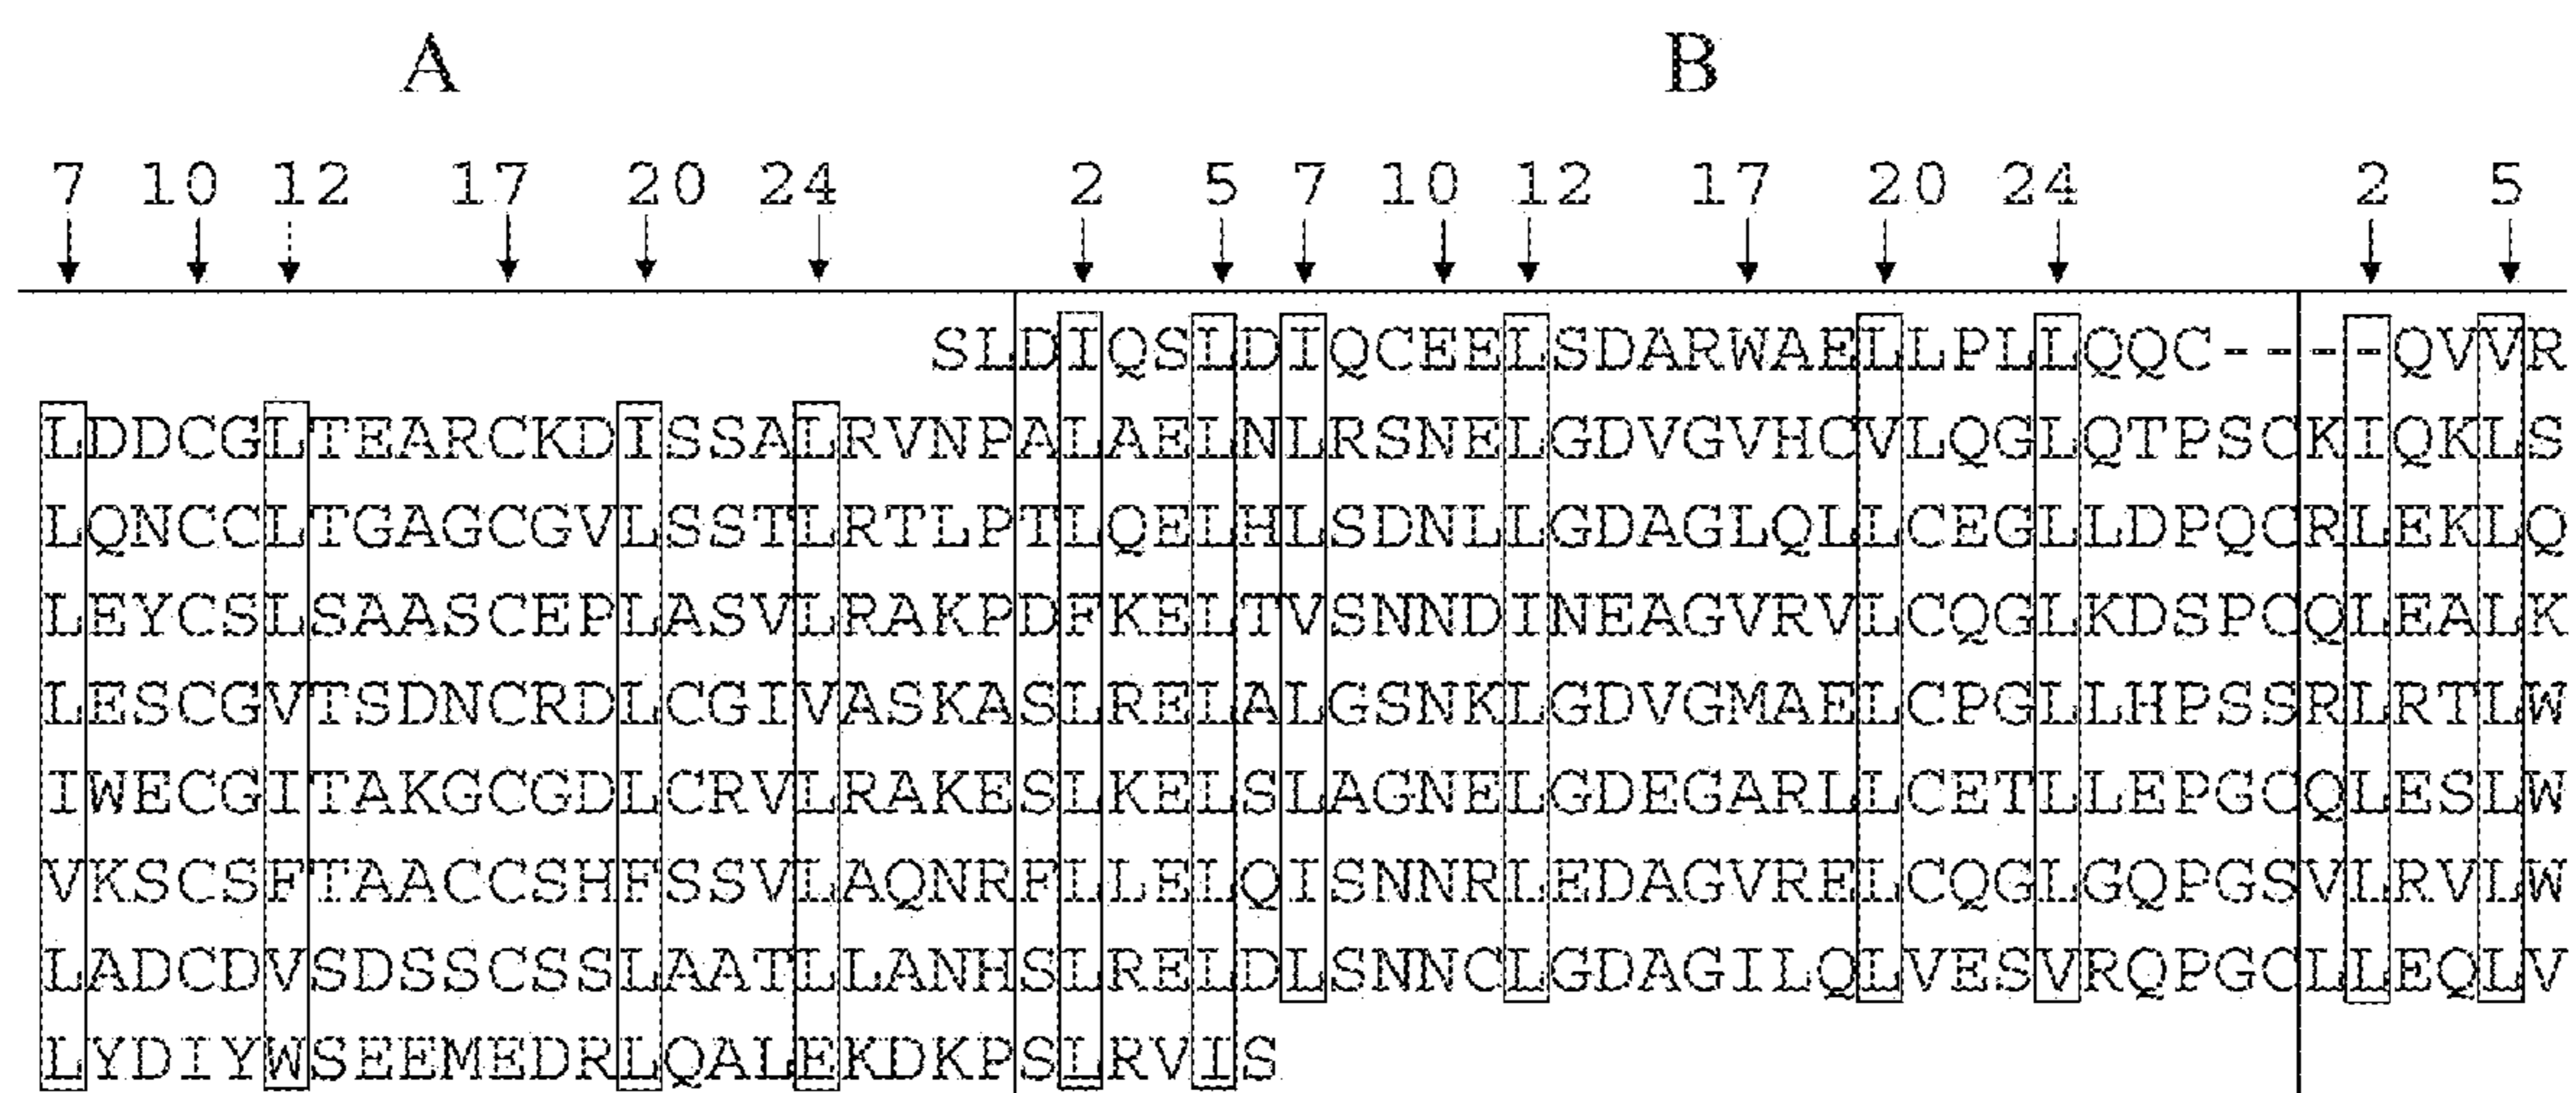 A B
7 10 12 17 20 24 2 5 7 10 12 17 20 24 2 5
SLDIQSLDIQCEELSDARWAELLPLLQQC----QVVR
LDDCGLTEARCKDISSALRVNPALAELNLRSNELGDVGVHCVLQGLQTPSCKIQKLS
LQNCCLTGAGCGVLSSTLRTLPTLQELHLSDNLLGDAGLQLLCEGLLDPQCRLEKLQ
LEYCSLSAASCEPLASVLRAKPDFKELTVSNNDINEAGVRVLCQGLKDSPCQLEALK
LESCGVTSDNCRDLCGIVASKASLRELALGSNKLGDVGMAELCPGLLHPSSRLRTLW
IWECGITAKGCGDLCRVLRAKESLKELSLAGNELGDEGARLLCETLLEPGCQLESLW
VKSCSFTAACCSHFSSVLAQNRFLLELQISNNRLEDAGVRELCQGLGQPGSVLRVLW
LADCDVSDSSCSSLAATLLANHSLRELDLSNNCLGDAGILQLVESVRQPGCLLEQLV
LYDIYWSEEMEDRLQALEKDKPSLRVIS